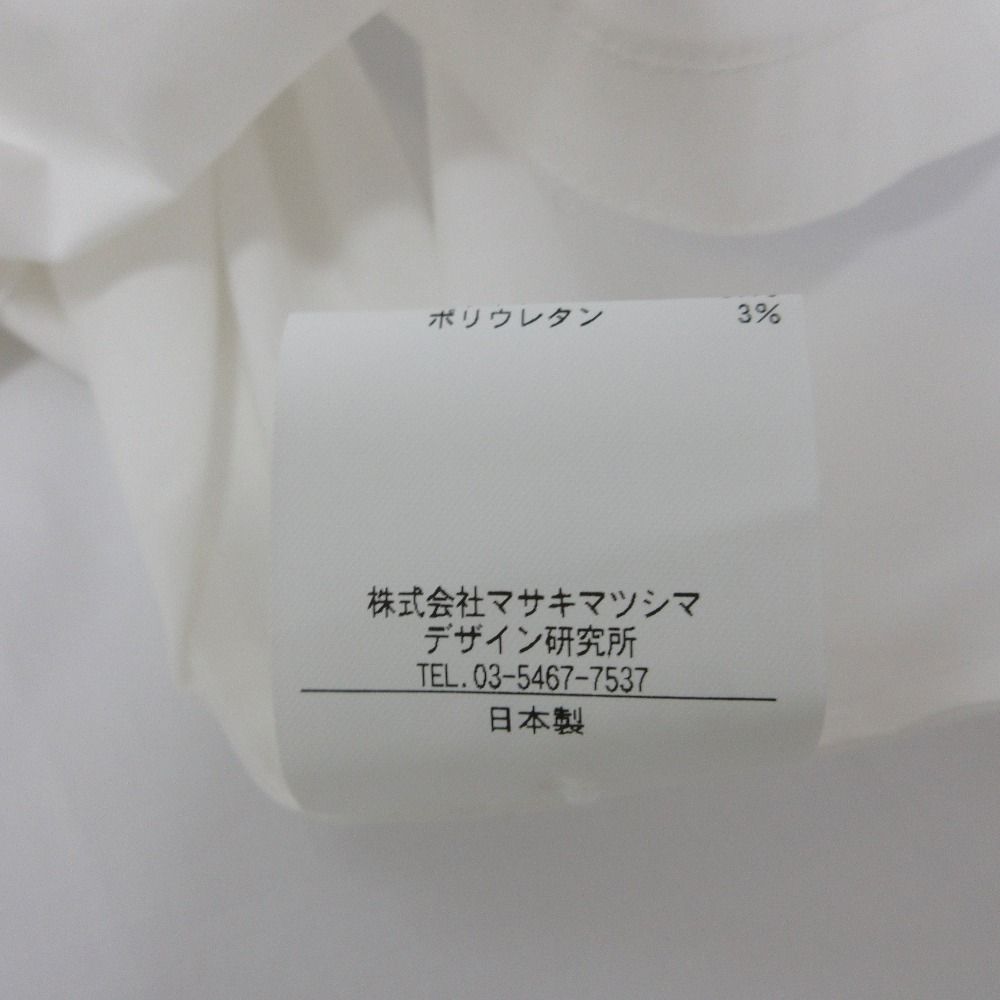 ポリウレタン 3%
株式会社マサキマツシマ
デザイン研究所
TEL.03-5467-7537
日本製